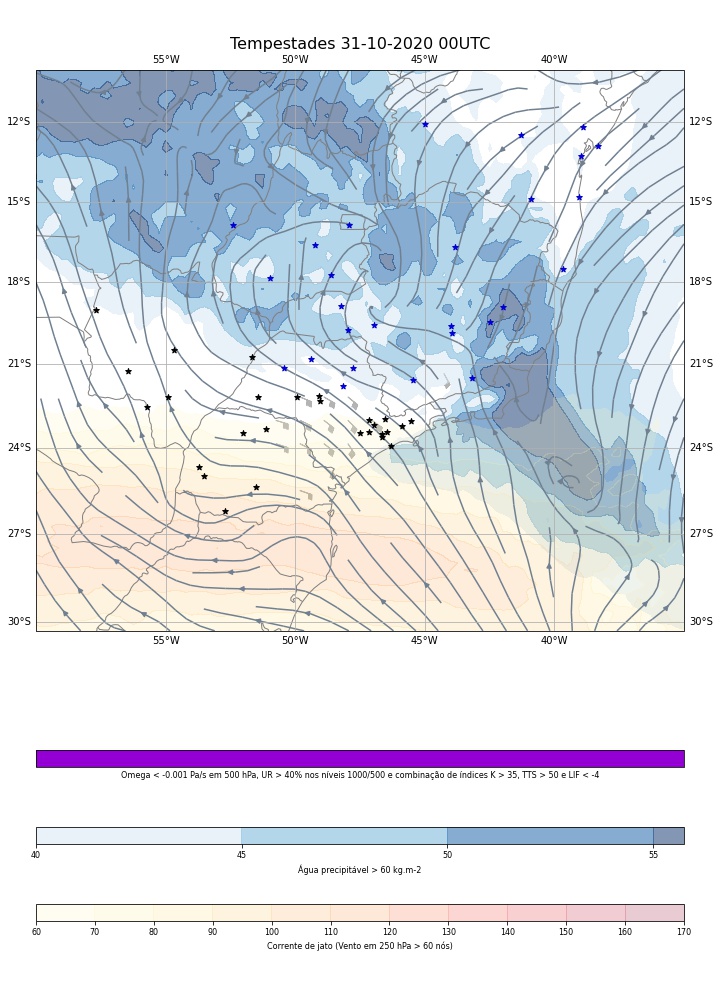 Tempestades 31-10-2020 00UTC
55°W 50°W 45°W 40°W
12°S 12°S
15°S 15°S
18°S 18°S
21°S 21°S
24°S 24°S
27°S 27°S
30°S 30°S
55°W 50°W 45°W 40°W
Omega < -0.001 Pa/s em 500 hPa, UR > 40% nos níveis 1000/500 e combinação de índices K > 35, TTS > 50 e LIF < -4
40 45 50 55
Água precipitável > 60 kg.m-2
60 70 80 90 100 110 120 130 140 150 160 170
Corrente de jato (Vento em 250 hPa > 60 nós)